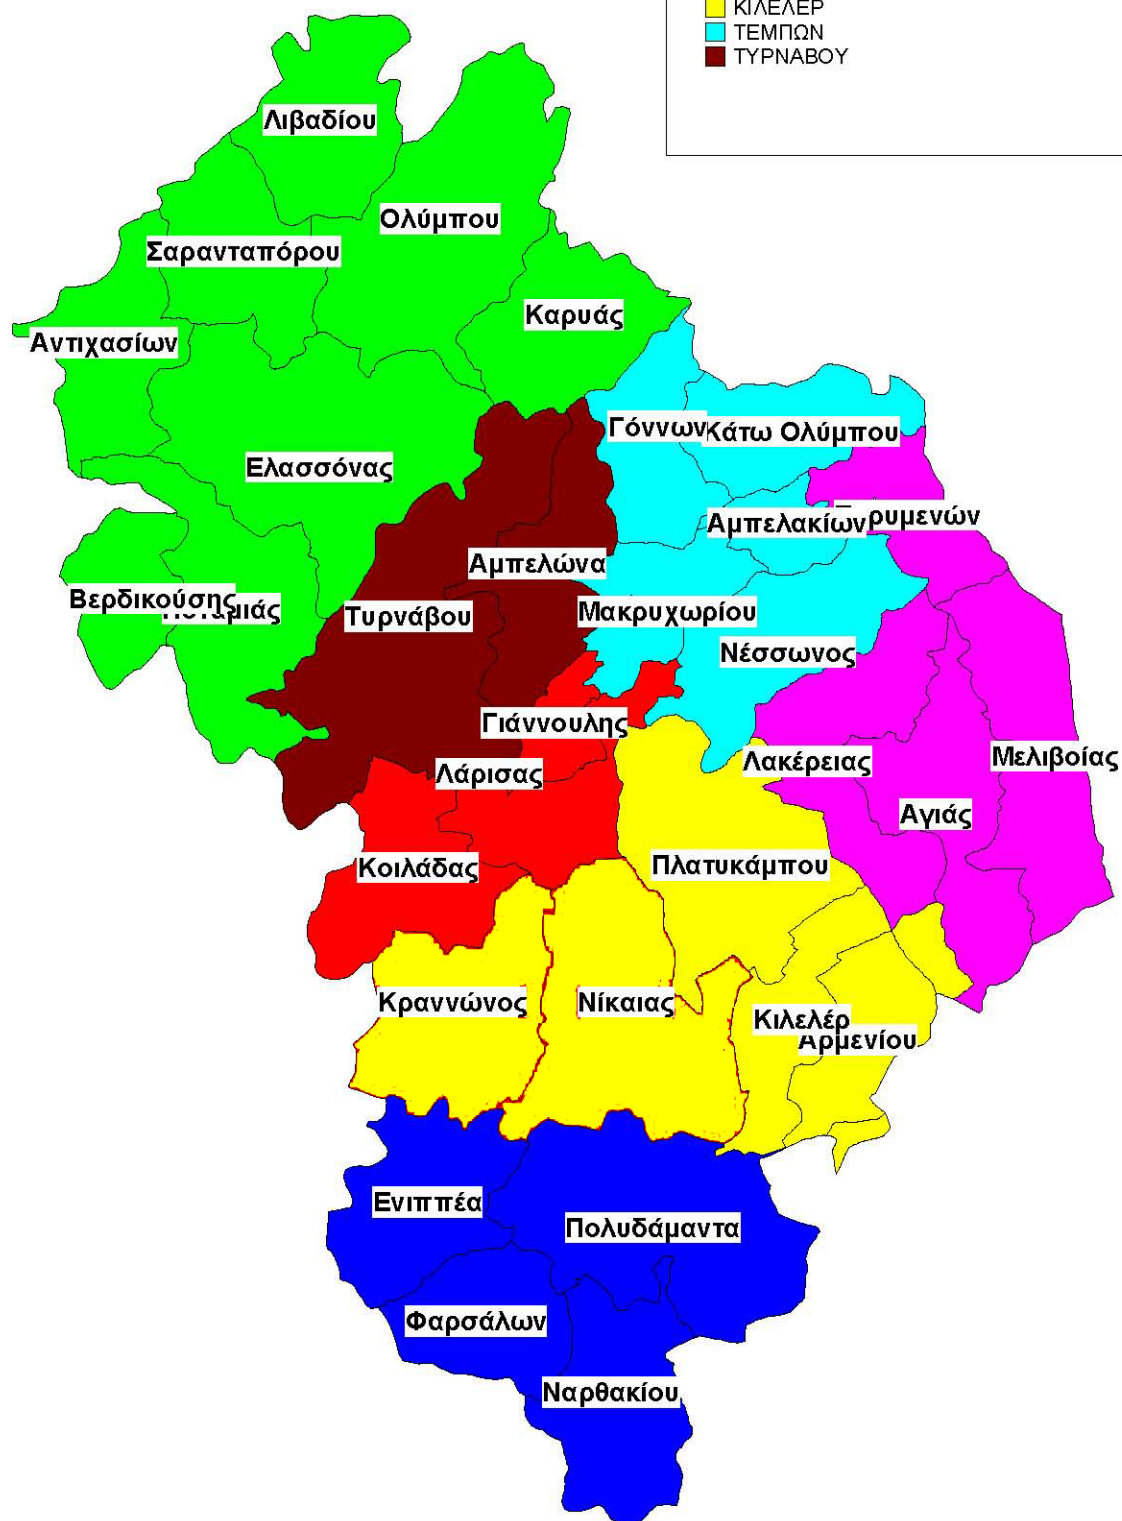 ΚΙΛΕΛΕΡ
ΤΕΜΠΩΝ
ΤΥΡΝΑΒΟΥ
Λιβαδίου
Ολύμπου
Σαρανταπόρου
Καρυάς
Αντιχασίων
Γόννων
Κάτω Ολύμπου
Ελασσόνας
Αμπελακίων
Αμπελώνα
Βερδικούσης
Τυρνάβου
Μακρυχωρίου
Νέσσωνος
Γιάννουλης
Λάρισας
Λακέρειας
Μελιβοίας
Αγιάς
Κοιλάδας
Πλατυκάμπου
Κραννώνος
Νίκαιας
Κιλελέρ
Αρμενίου
Ενιππέα
Πολυδάμαντα
Φαρσάλων
Ναρθακίου